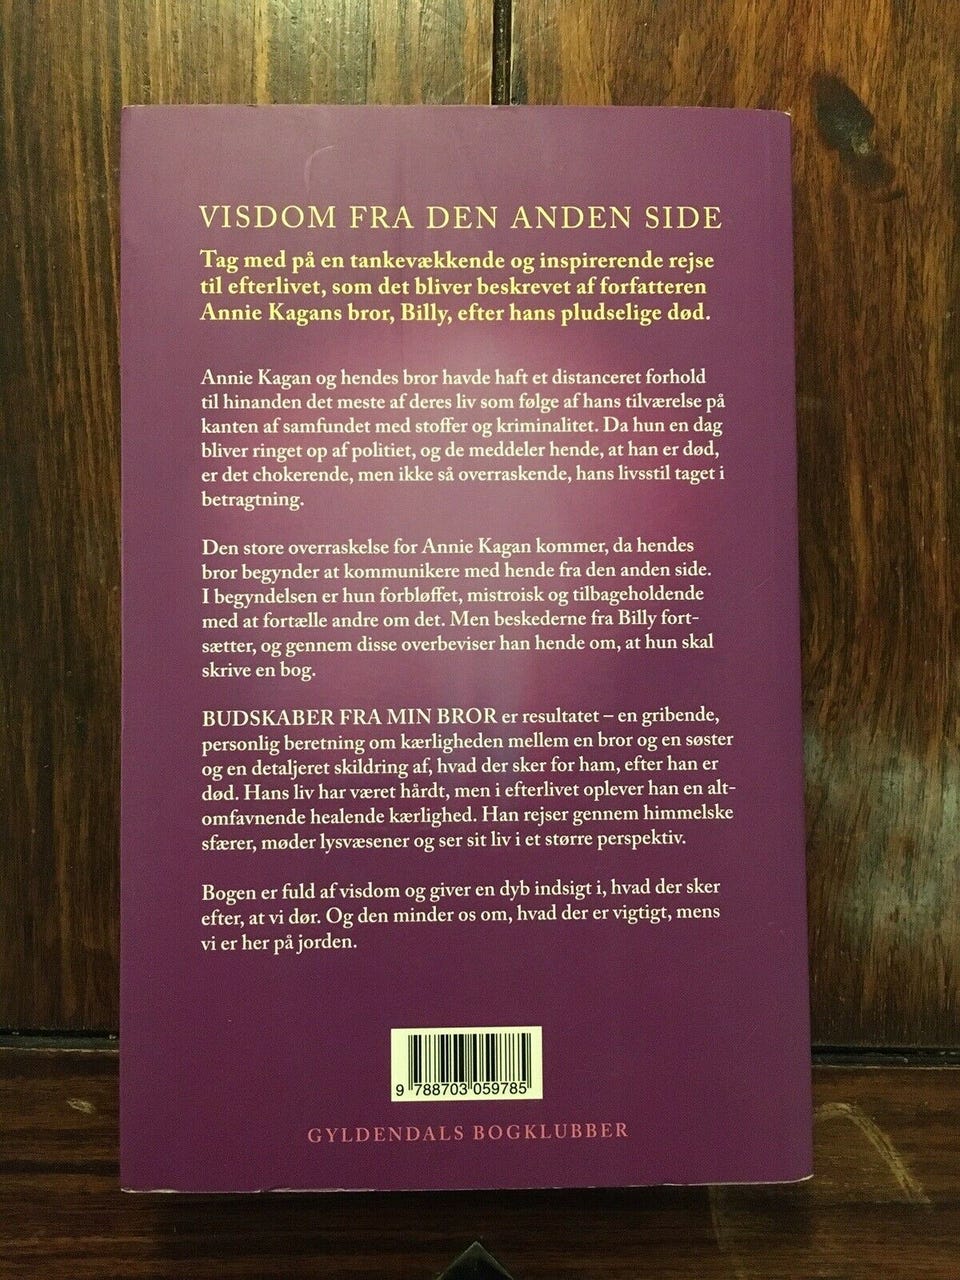 VISDOM FRA DEN ANDEN SIDE
Tag med på en tankevækkende og inspirerende rejse
til efterlivet, som det bliver beskrevet af forfatteren
Annie Kagans bror, Billy, efter hans pludselige død.
Annie Kagan og hendes bror havde haft et distanceret forhold
til hinanden det meste af deres liv som følge af hans tilværelse på
kanten af samfundet med stoffer og kriminalitet. Da hun en dag
bliver ringet op af politiet, og de meddeler hende, at han er død,
er det chokerende, men ikke så overraskende, hans livsstil taget i
betragtning.
Den store overraskelse for Annie Kagan kommer, da hendes
bror begynder at kommunikere med hende fra den anden side.
I begyndelsen er hun forbløffet, mistroisk og tilbageholdende
med at fortælle andre om det. Men beskederne fra Billy fort-
sætter, og gennem disse overbeviser han hende om, at hun skal
skrive en bog.
BUDSKABER FRA MIN BROR er resultatet – en gribende,
personlig beretning om kærligheden mellem en bror og en søster
og en detaljeret skildring af, hvad der sker for ham, efter han er
død. Hans liv har været hårdt, men i efterlivet oplever han en alt-
omfavnende healende kærlighed. Han rejser gennem himmelske
sfærer, møder lysvæsener og ser sit liv i et større perspektiv.
Bogen er fuld af visdom og giver en dyb indsigt i, hvad der sker
efter, at vi dør. Og den minder os om, hvad der er vigtigt, mens
vi er her på jorden.
9 788703 059785
GYLDENDALS BOGKLUBBER